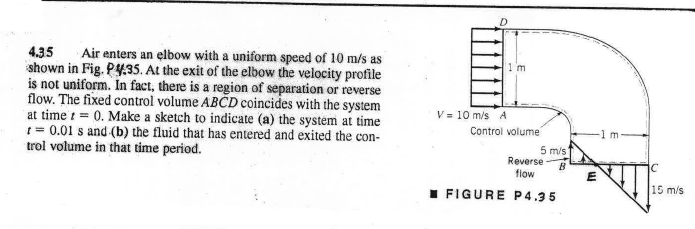 4.35 Air enters an elbow with a uniform speed of 10 m/s as
shown in Fig. P4.35. At the exit of the elbow the velocity profile
is not uniform. In fact, there is a region of separation or reverse
flow. The fixed control volume ABCD coincides with the system
at time t = 0. Make a sketch to indicate (a) the system at time
t = 0.01 s and (b) the fluid that has entered and exited the con-
trol volume in that time period.
D
1 m
V = 10 m/s A
Control volume
1 m
5 m/s
Reverse
flow
B
E
C
15 m/s
FIGURE P4.35